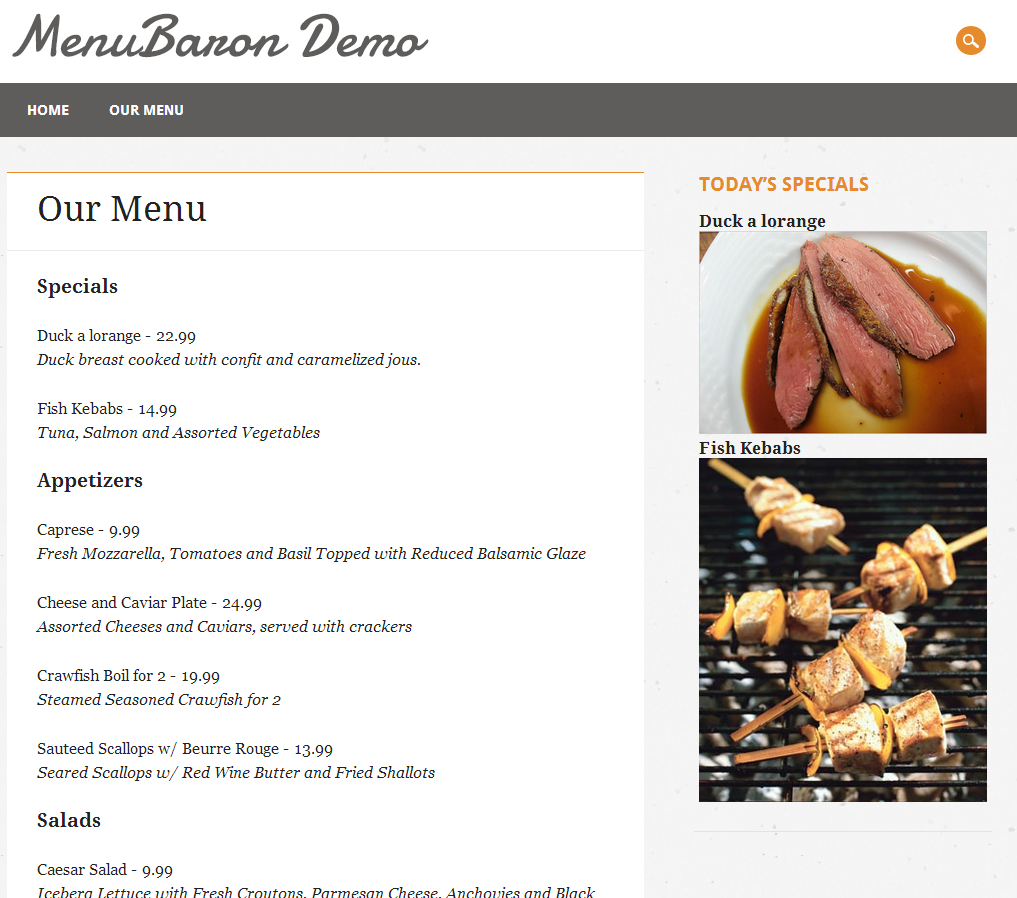 MenuBaron Demo
HOME
OUR MENU
Our Menu
Specials
Duck a lorange - 22.99
Duck breast cooked with confit and caramelized jous.
Fish Kebabs - 14.99
Tuna, Salmon and Assorted Vegetables
Appetizers
Caprese - 9.99
Fresh Mozzarella, Tomatoes and Basil Topped with Reduced Balsamic Glaze
Cheese and Caviar Plate - 24.99
Assorted Cheeses and Caviars, served with crackers
Crawfish Boil for 2 - 19.99
Steamed Seasoned Crawfish for 2
Sauteed Scallops w/ Beurre Rouge - 13.99
Seared Scallops w/ Red Wine Butter and Fried Shallots
Salads
Caesar Salad - 9.99
Iceberg Lettuce with Fresh Croutons, Parmesan Cheese, Anchovies and Black
TODAY'S SPECIALS
Duck a lorange
Fish Kebabs